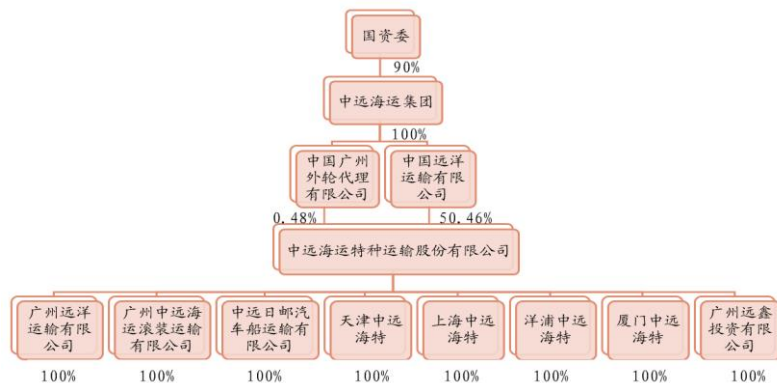 国资委
90%
中远海运集团
100%
中国广州
外轮代理
有限公司
中国远洋
运输有限
公司
0.48%
50.46%
中远海运特种运输股份有限公司
广州远洋
运输有限
公司
广州中远海
运滚装运输
有限公司
中远日邮汽
车船运输有
限公司
天津中远
海特
上海中远
海特
洋浦中远
海特
厦门中远
海特
广州远鑫
投资有限
公司
100%
100%
100%
100%
100%
100%
100%
100%